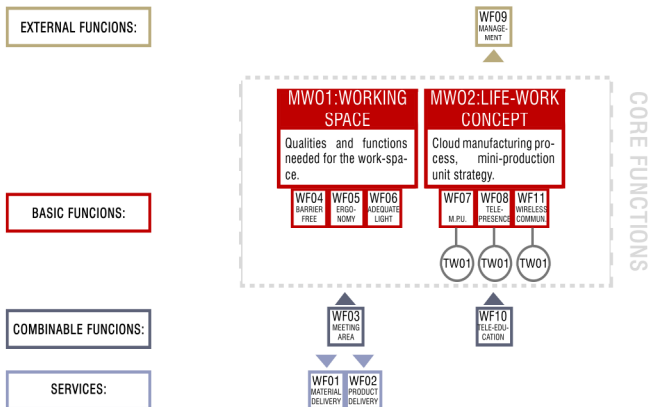 EXTERNAL FUNCIONS:
WF09
MANAGE-
MENT
CORE FUNCTIONS
MW01:WORKING
SPACE
Qualities and functions
needed for the work-spa-
ce.
MW02:LIFE-WORK
CONCEPT
Cloud manufacturing pro-
cess, mini-production
unit strategy.
BASIC FUNCIONS:
WF04
BARRIER
FREE
WF05
ERGO-
NOMY
WF06
ADEQUATE
LIGHT
WF07
M.P.U.
WF08
TELE-
PRESENCE
WF11
WIRELESS
COMMUN.
TW01
TW01
TW01
COMBINABLE FUNCIONS:
WF03
MEETING
AREA
WF10
TELE-EDU-
CATION
SERVICES:
WF01
MATERIAL
DELIVERY
WF02
PRODUCT
DELIVERY